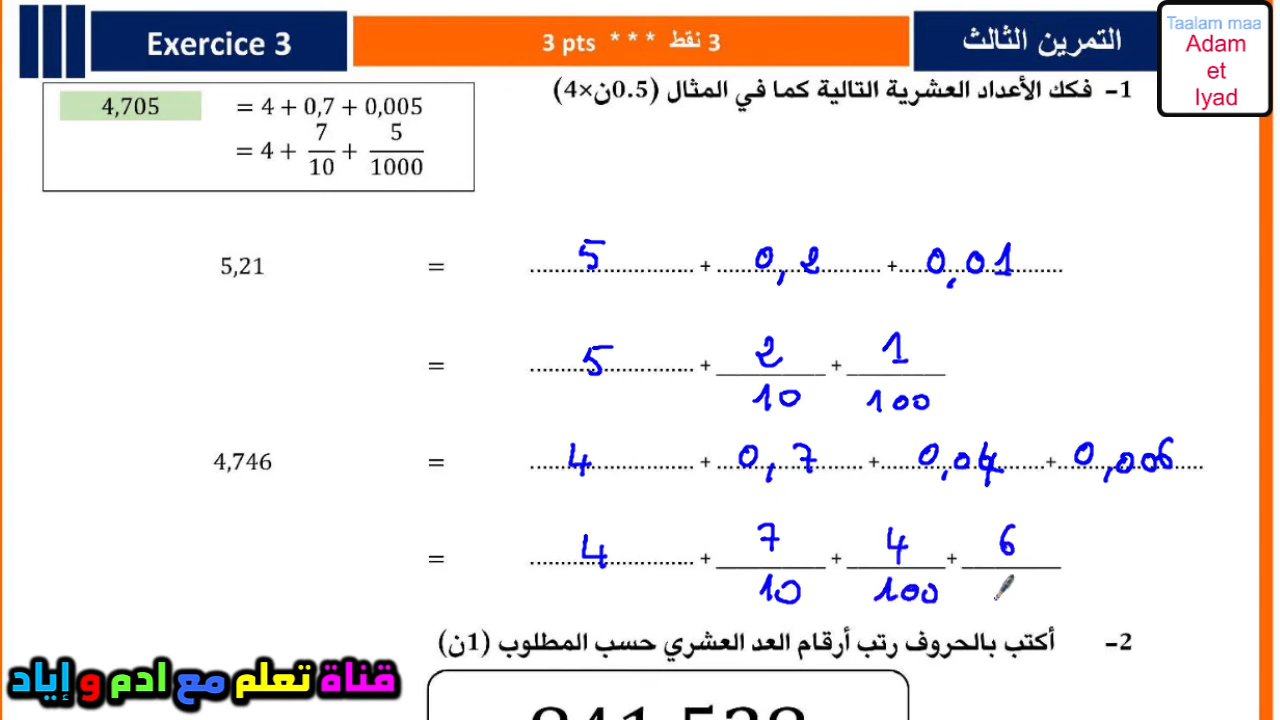 Exercice 3
3 pts * * * 3 نقط
التمرين الثالث
Taalam maa
Adam
et
Iyad
1- فكك الأعداد العشرية التالية كما في المثال (0.5ن×4)
4,705 = 4 + 0,7 + 0,005
= 4 + 7/10 + 5/1000
5,21 = 5 + 0,2 + 0,01
= 5 + 2/10 + 1/100
4,746 = 4 + 0,7 + 0,04 + 0,006
= 4 + 7/10 + 4/100 + 6/
2- أكتب بالحروف رتب أرقام العد العشري حسب المطلوب (1ن)
قناة تعلم مع ادم و إياد